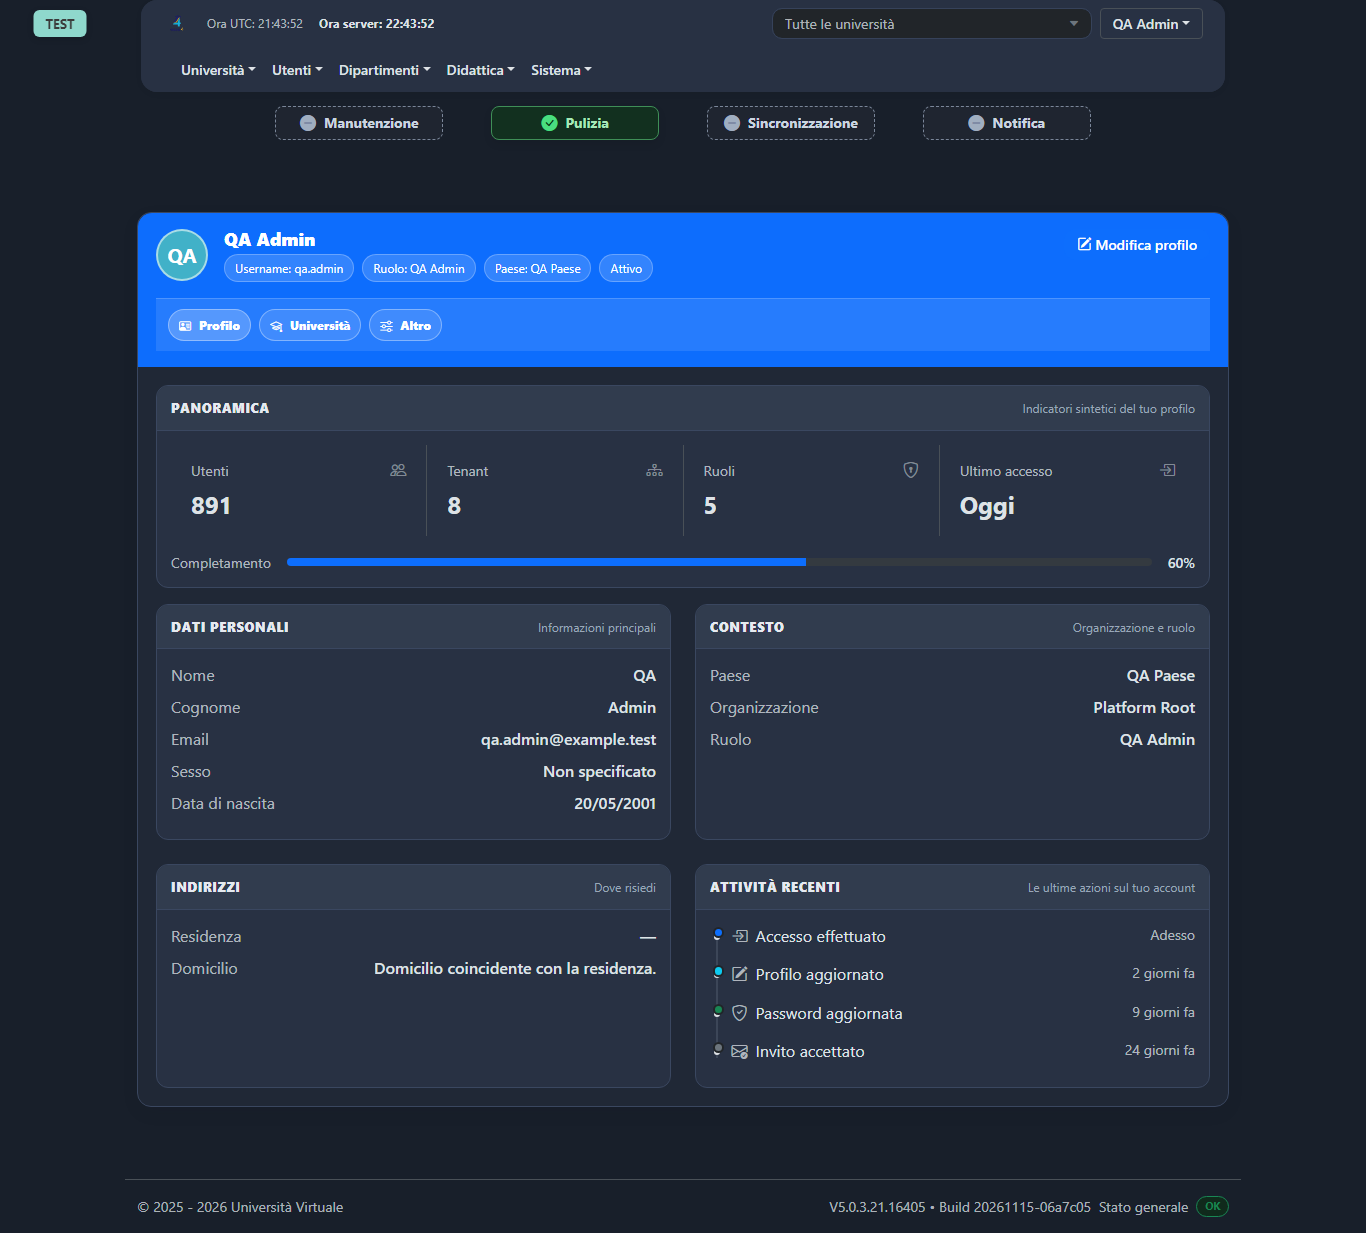 TEST
Ora UTC: 21:43:52 Ora server: 22:43:52
Tutte le università
QA Admin
Università Utenti Dipartimenti Didattica Sistema
Manutenzione Pulizia Sincronizzazione Notifica
QA
QA Admin
Username: qa.admin Ruolo: QA Admin Paese: QA Paese Attivo
Modifica profilo
Profilo Università Altro
PANORAMICA Indicatori sintetici del tuo profilo
Utenti
891
Tenant
8
Ruoli
5
Ultimo accesso
Oggi
Completamento 60%
DATI PERSONALI Informazioni principali
Nome QA
Cognome Admin
Email qa.admin@example.test
Sesso Non specificato
Data di nascita 20/05/2001
CONTESTO Organizzazione e ruolo
Paese QA Paese
Organizzazione Platform Root
Ruolo QA Admin
INDIRIZZI Dove risiedi
Residenza —
Domicilio Domicilio coincidente con la residenza.
ATTIVITÀ RECENTI Le ultime azioni sul tuo account
Accesso effettuato Adesso
Profilo aggiornato 2 giorni fa
Password aggiornata 9 giorni fa
Invito accettato 24 giorni fa
© 2025 - 2026 Università Virtuale
V5.0.3.21.16405 • Build 20261115-06a7c05 Stato generale OK